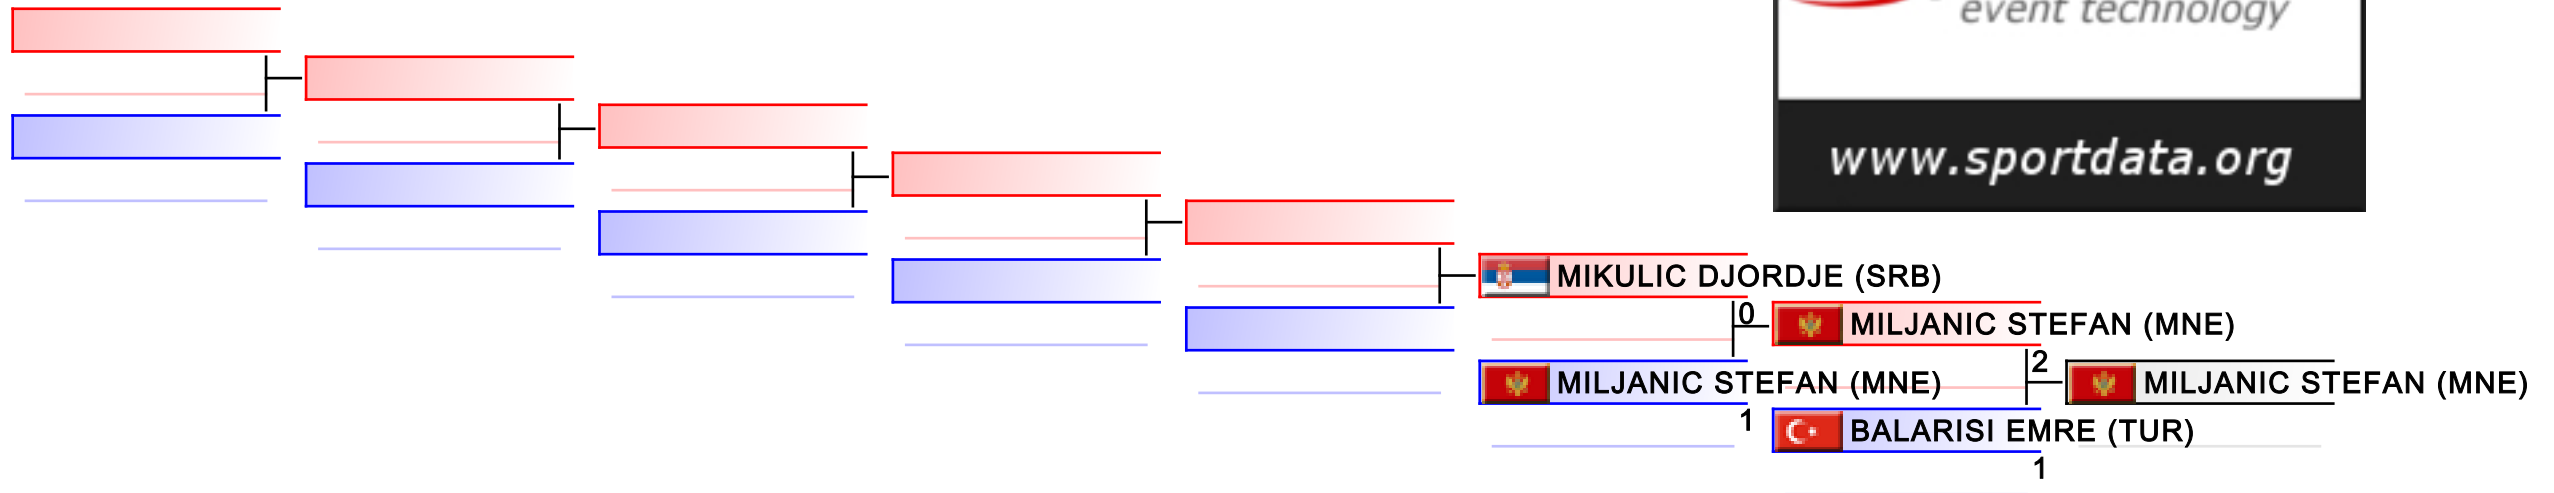 event technology
www.sportdata.org
MIKULIC DJORDJE (SRB)
0
MILJANIC STEFAN (MNE)
MILJANIC STEFAN (MNE)
1
2
MILJANIC STEFAN (MNE)
BALARISI EMRE (TUR)
1